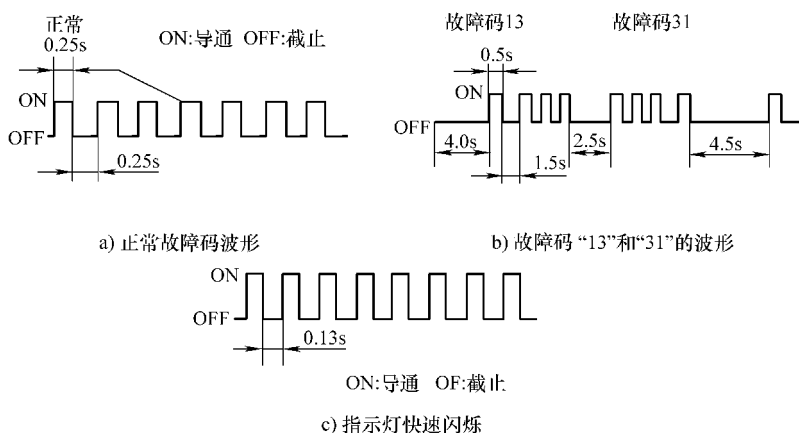 正常
0.25s
ON:导通 OFF:截止
ON
OFF
0.25s
a) 正常故障码波形
故障码13 故障码31
0.5s
ON
OFF
4.0s
1.5s
2.5s
4.5s
b) 故障码 “13”和“31”的波形
ON
OFF
0.13s
ON:导通 OF:截止
c) 指示灯快速闪烁